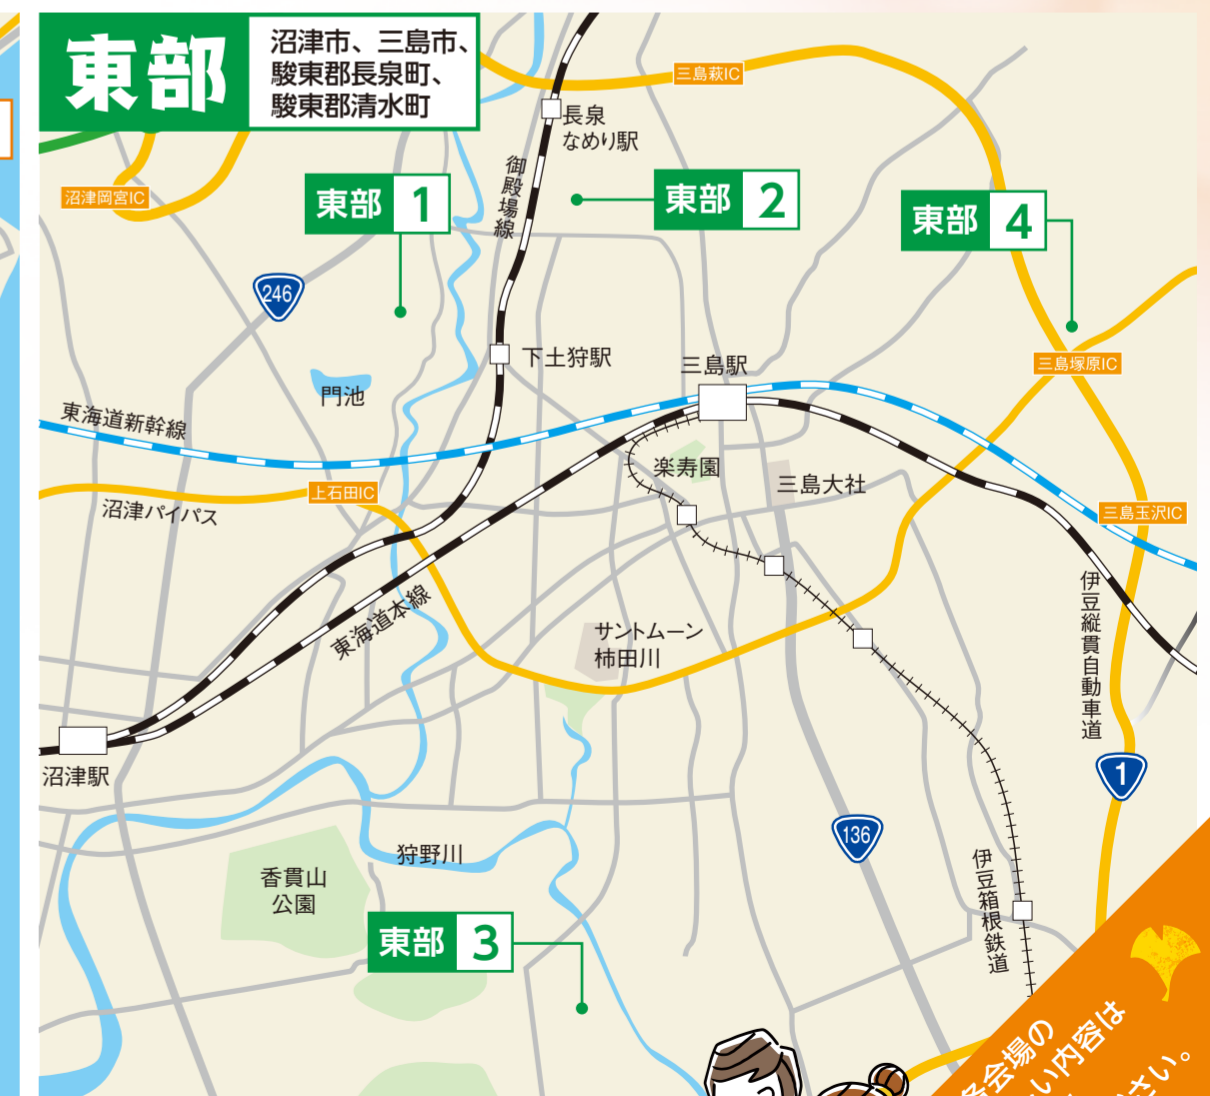 東部
沼津市、三島市、
駿東郡長泉町、
駿東郡清水町
三島萩IC
長泉
なめり駅
御殿場線
沼津岡宮IC
東部 1
東部 2
東部 4
246
下土狩駅
三島駅
三島塚原IC
門池
東海道新幹線
楽寿園
三島大社
上石田IC
沼津バイパス
三島玉沢IC
東海道本線
伊豆縦貫自動車道
サントムーン
柿田川
沼津駅
1
136
狩野川
香貫山
公園
伊豆箱根鉄道
東部 3
各会場の
い内容は
さい。